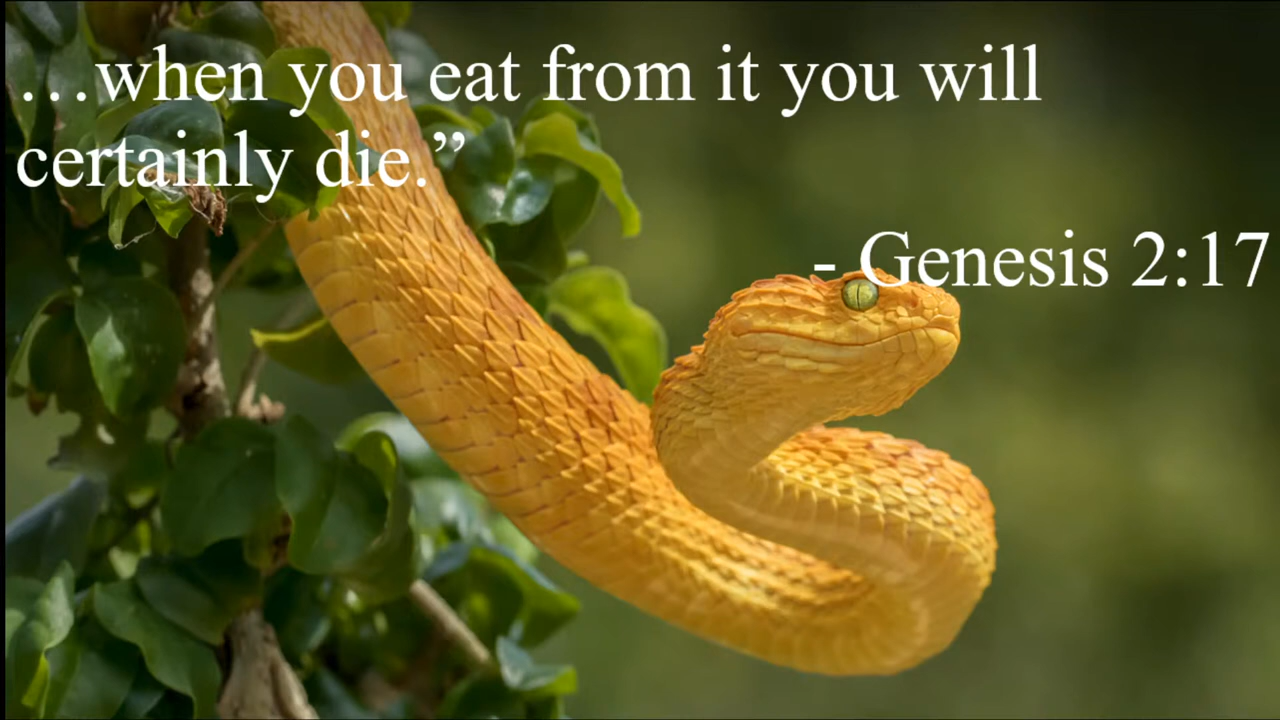 …when you eat from it you will
certainly die.”
- Genesis 2:17